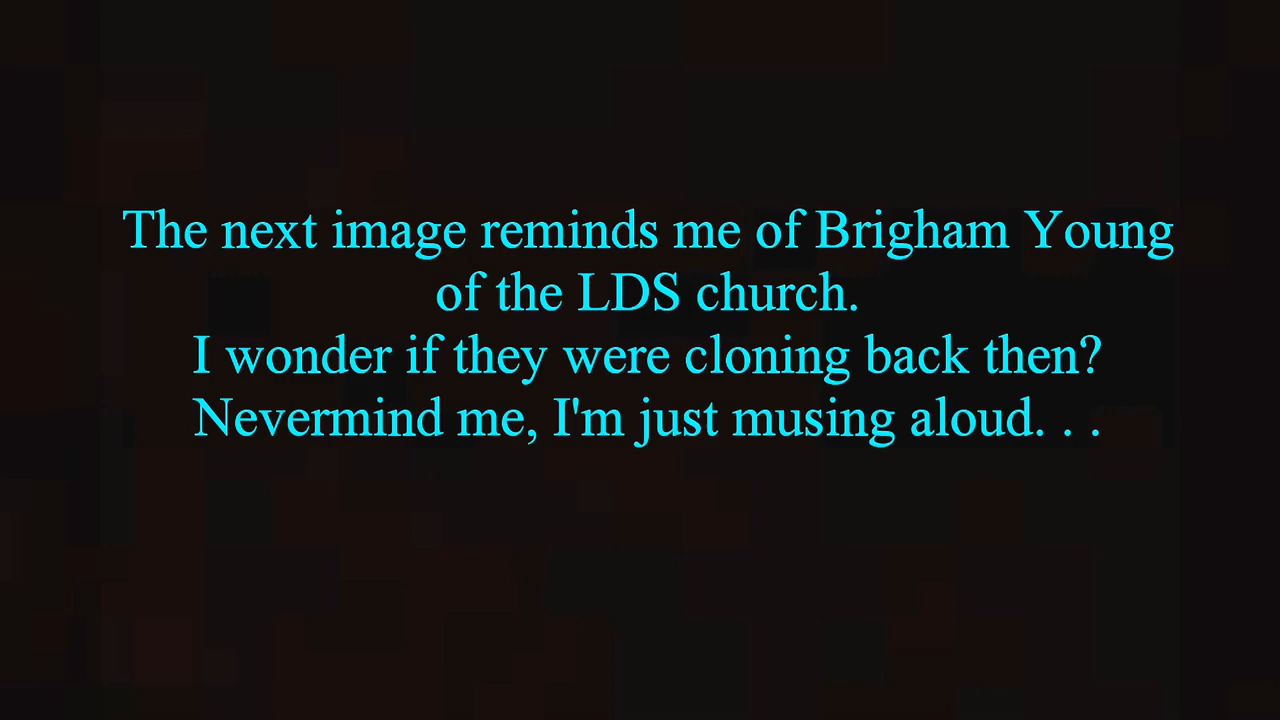 The next image reminds me of Brigham Young
of the LDS church.
I wonder if they were cloning back then?
Nevermind me, I'm just musing aloud. . .